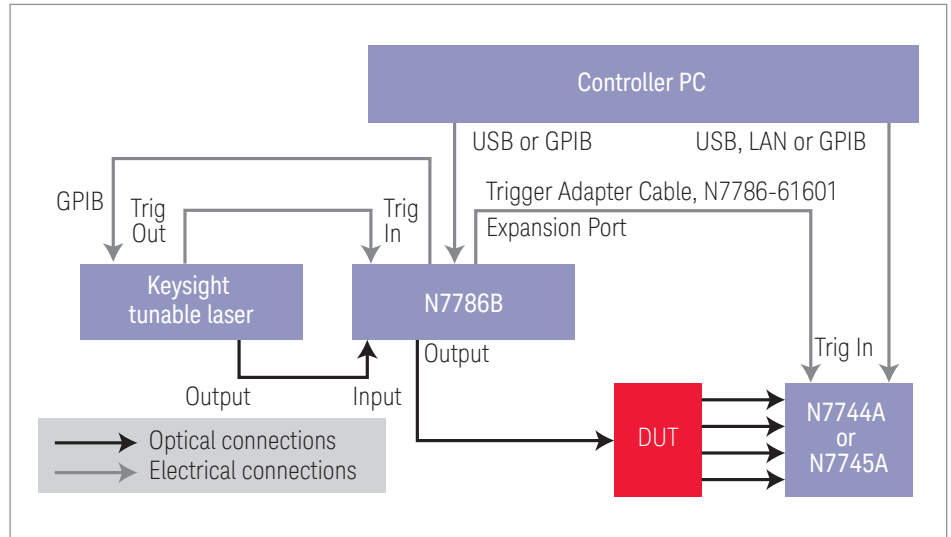 Controller PC
USB or GPIB
USB, LAN or GPIB
GPIB
Trig
Out
Trig
In
Trigger Adapter Cable, N7786-61601
Expansion Port
Keysight
tunable laser
N7786B
Output
Input
Output
Trig In
DUT
N7744A
or
N7745A
Optical connections
Electrical connections